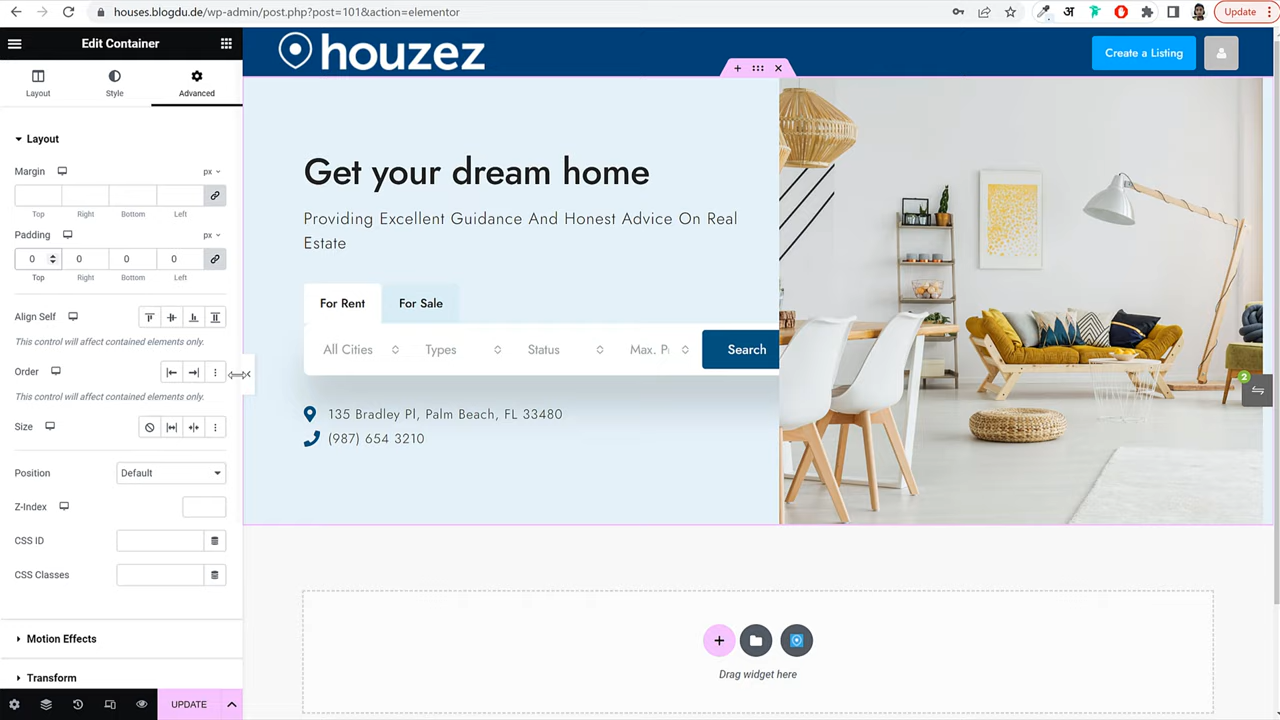 houses.blogdu.de/wp-admin/post.php?post=101&action=elementor
अ
Update
Edit Container
houzez
Create a Listing
Layout
Style
Advanced
Layout
Margin
px
Top Right Bottom Left
Padding
px
0 0 0 0
Top Right Bottom Left
Align Self
This control will affect contained elements only.
Order
This control will affect contained elements only.
Size
Position
Default
Z-Index
CSS ID
CSS Classes
Motion Effects
Transform
UPDATE
Get your dream home
Providing Excellent Guidance And Honest Advice On Real
Estate
For Rent
For Sale
All Cities
Types
Status
Max. P
Search
135 Bradley Pl, Palm Beach, FL 33480
(987) 654 3210
2
Drag widget here